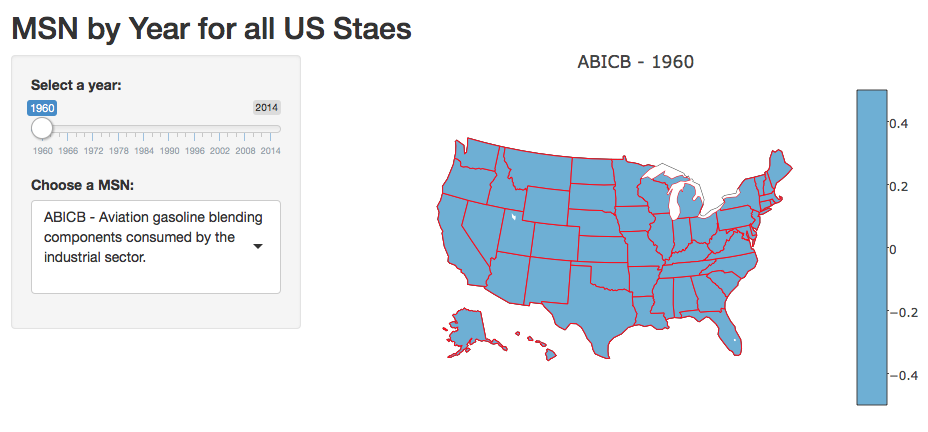 MSN by Year for all US Staes
Select a year:
1960
2014
1960 1966 1972 1978 1984 1990 1996 2002 2008 2014
Choose a MSN:
ABICB - Aviation gasoline blending
components consumed by the
industrial sector.
ABICB - 1960
0.4
0.2
0
−0.2
−0.4